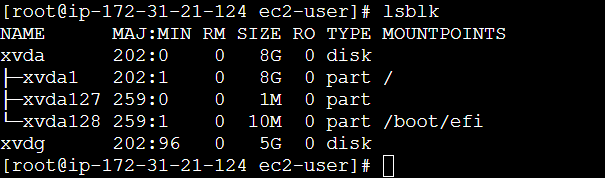 [root@ip-172-31-21-124 ec2-user]# lsblk
NAME      MAJ:MIN RM SIZE RO TYPE MOUNTPOINTS
xvda      202:0    0   8G  0 disk
├─xvda1   202:1    0   8G  0 part /
├─xvda127 259:0    0   1M  0 part
└─xvda128 259:1    0  10M  0 part /boot/efi
xvdg      202:96   0   5G  0 disk
[root@ip-172-31-21-124 ec2-user]#